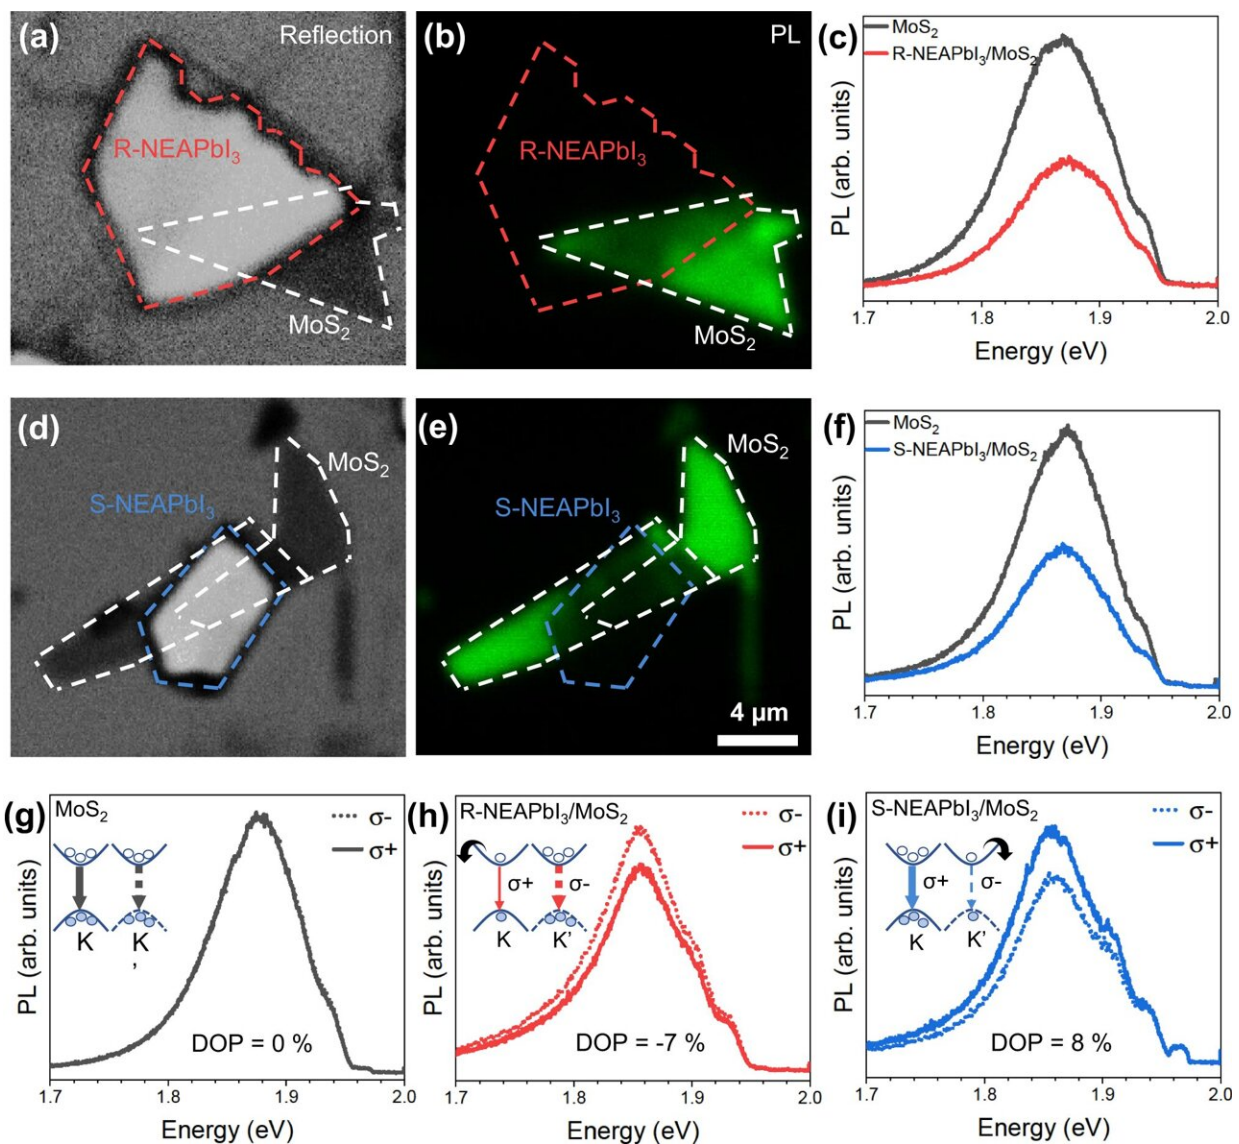 (a)
Reflection
R-NEAPbI₃
MoS₂
(b)
PL
R-NEAPbI₃
MoS₂
(c)
MoS₂
R-NEAPbI₃/MoS₂
PL (arb. units)
1.7 1.8 1.9 2.0
Energy (eV)
(d)
MoS₂
S-NEAPbI₃
(e)
MoS₂
S-NEAPbI₃
4 µm
(f)
MoS₂
S-NEAPbI₃/MoS₂
PL (arb. units)
1.7 1.8 1.9 2.0
Energy (eV)
(g)
MoS₂
σ-
σ+
K K
,
DOP = 0 %
PL (arb. units)
1.7 1.8 1.9 2.0
Energy (eV)
(h)
R-NEAPbI₃/MoS₂
σ-
σ+
σ+ σ-
K K'
DOP = -7 %
PL (arb. units)
1.7 1.8 1.9 2.0
Energy (eV)
(i)
S-NEAPbI₃/MoS₂
σ-
σ+
σ+ σ-
K K'
DOP = 8 %
PL (arb. units)
1.7 1.8 1.9 2.0
Energy (eV)